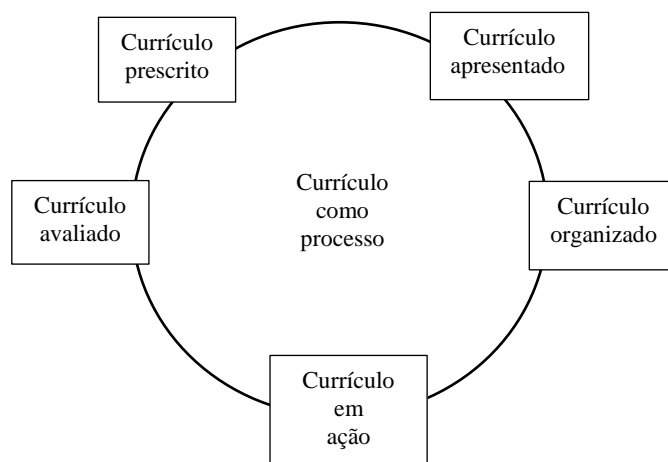 Currículo
prescrito
Currículo
apresentado
Currículo
avaliado
Currículo
como
processo
Currículo
organizado
Currículo
em
ação